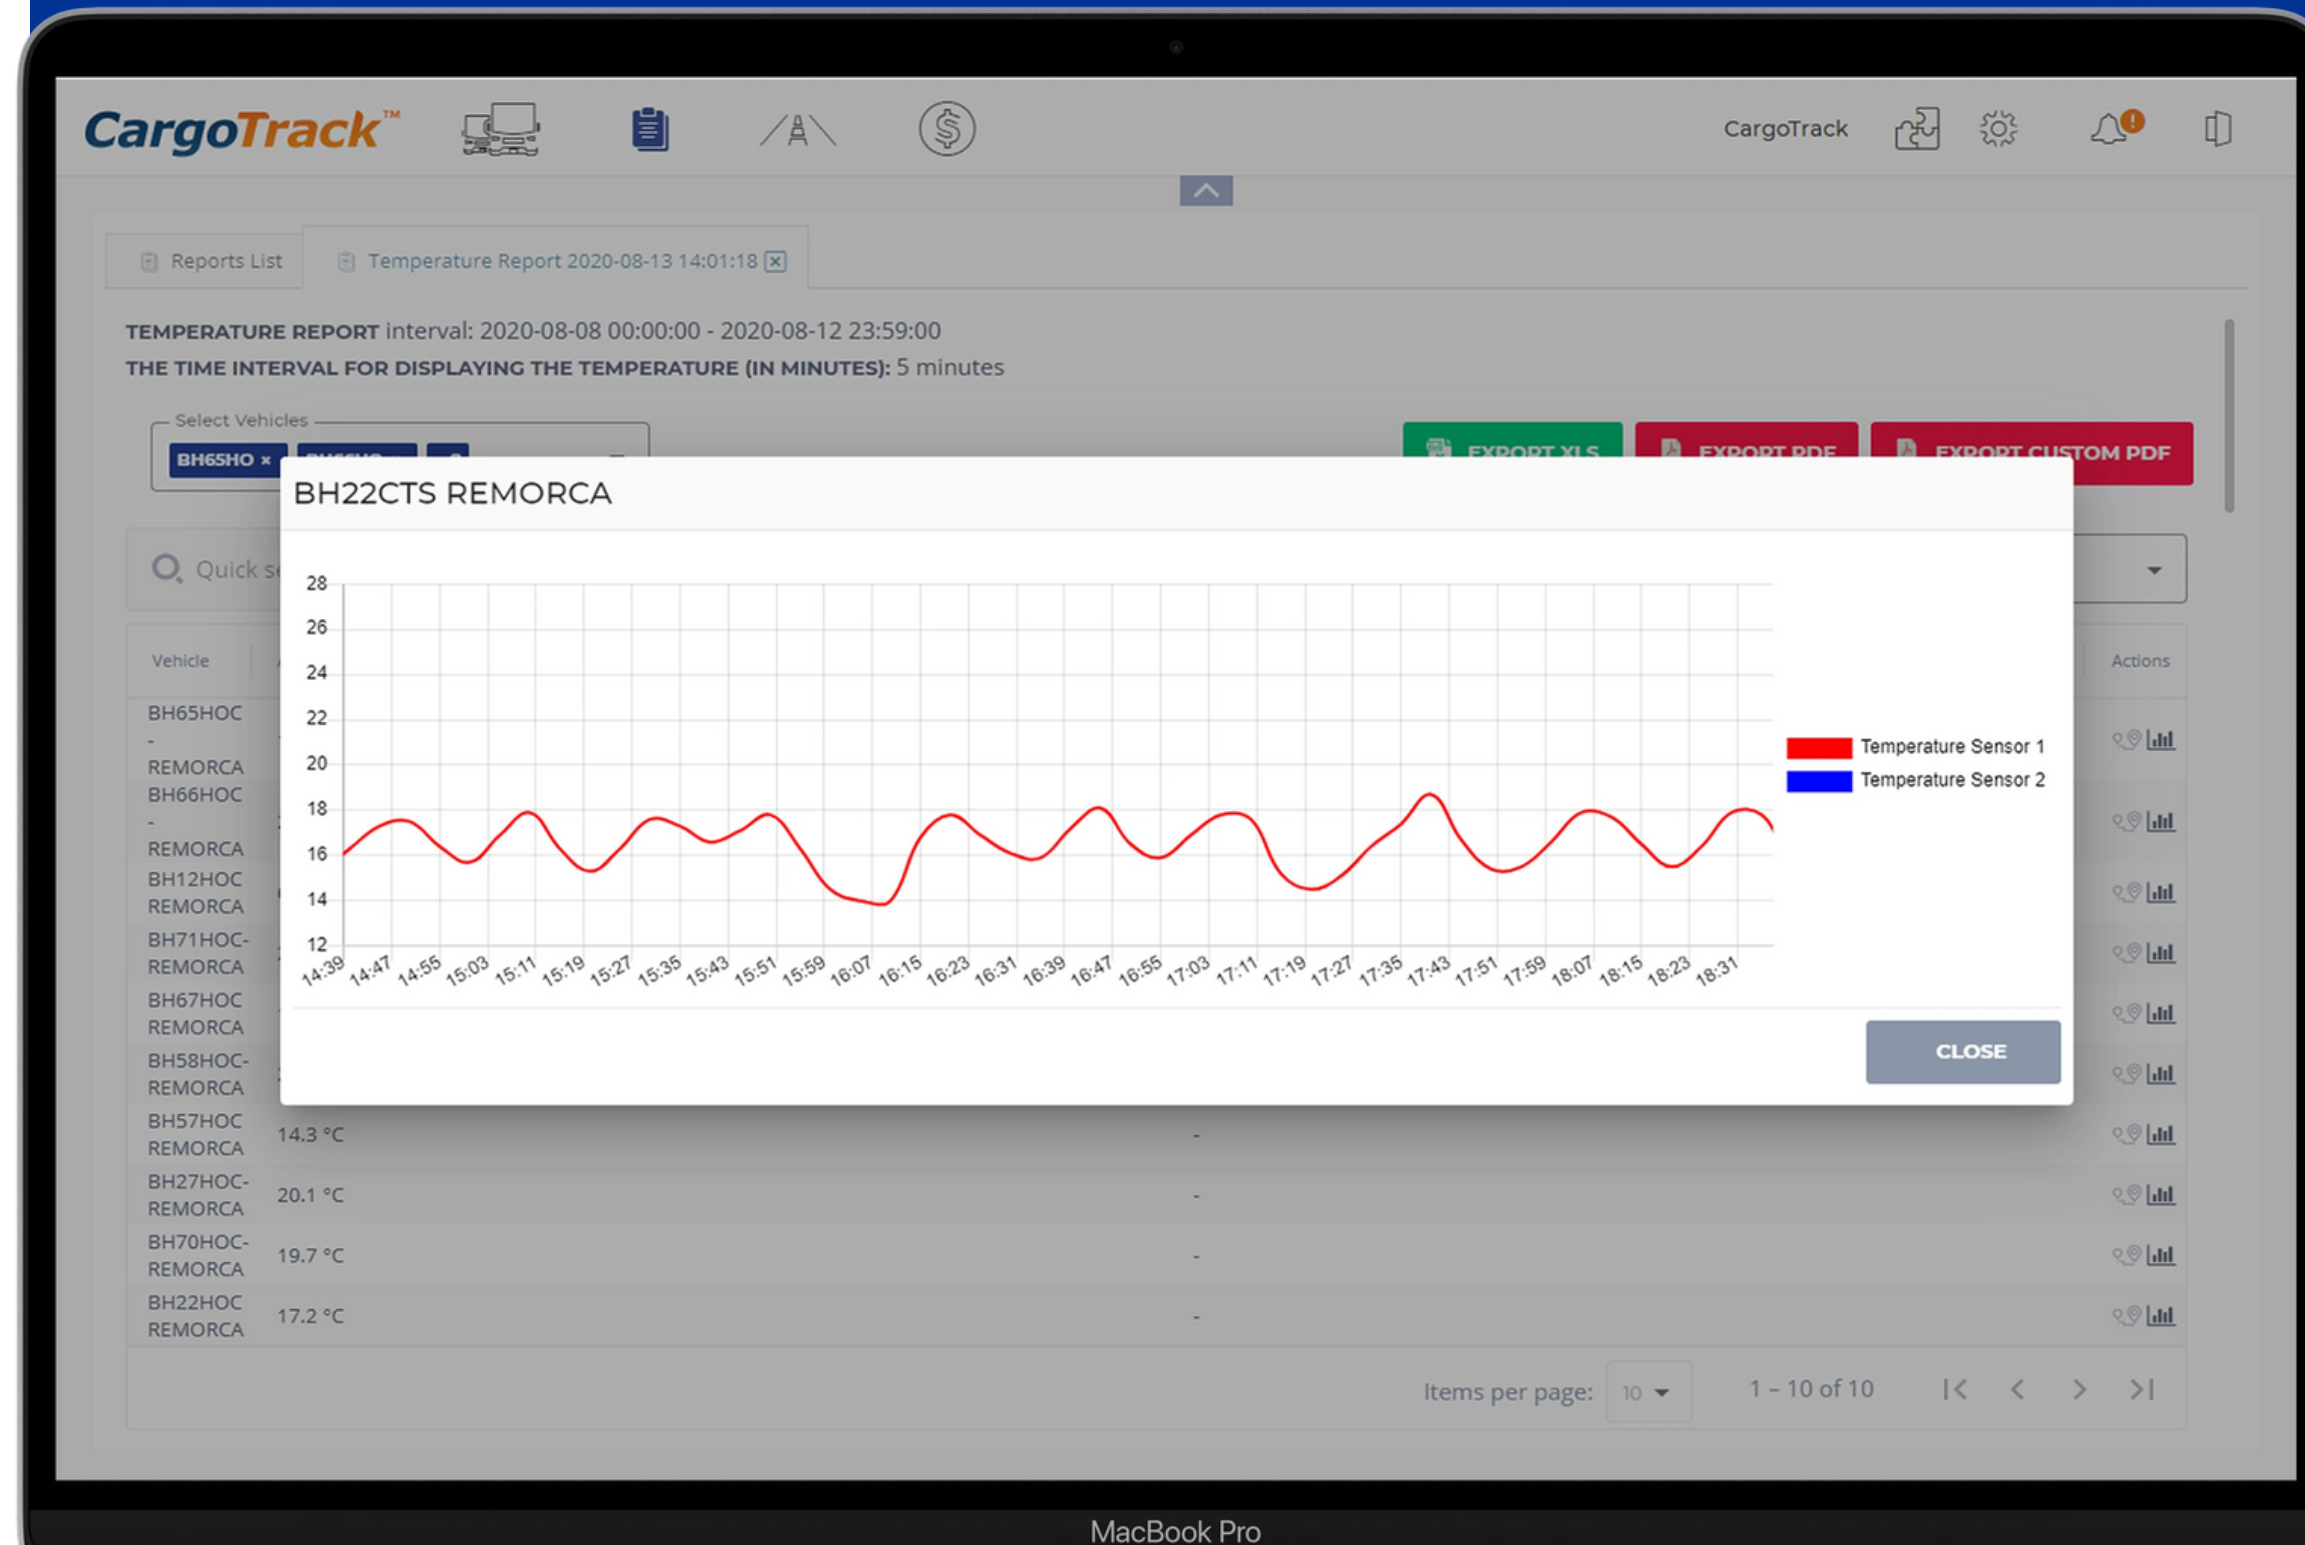 CargoTrack™
CargoTrack
Reports List
Temperature Report 2020-08-13 14:01:18
TEMPERATURE REPORT interval: 2020-08-08 00:00:00 - 2020-08-12 23:59:00
THE TIME INTERVAL FOR DISPLAYING THE TEMPERATURE (IN MINUTES): 5 minutes
Select Vehicles
BH65HO ×
EXPORT XLS
EXPORT PDF
EXPORT CUSTOM PDF
Quick
Vehicle
Actions
BH65HOC
-
REMORCA
BH66HOC
-
REMORCA
BH12HOC
REMORCA
BH71HOC-
REMORCA
BH67HOC
REMORCA
BH58HOC-
REMORCA
BH57HOC
REMORCA
14.3 °C
-
BH27HOC-
REMORCA
20.1 °C
-
BH70HOC-
REMORCA
19.7 °C
-
BH22HOC
REMORCA
17.2 °C
-
Items per page: 10
1 – 10 of 10
BH22CTS REMORCA
28
26
24
22
20
18
16
14
12
14:39 14:47 14:55 15:03 15:11 15:19 15:27 15:35 15:43 15:51 15:59 16:07 16:15 16:23 16:31 16:39 16:47 16:55 17:03 17:11 17:19 17:27 17:35 17:43 17:51 17:59 18:07 18:15 18:23 18:31
Temperature Sensor 1
Temperature Sensor 2
CLOSE
MacBook Pro